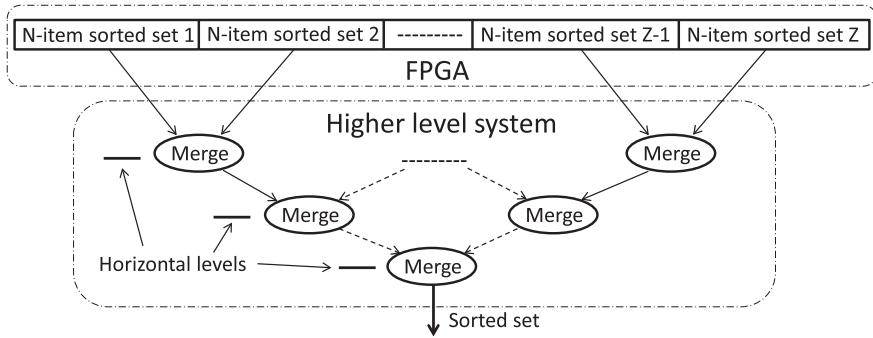 N-item sorted set 1 N-item sorted set 2 --------- N-item sorted set Z-1 N-item sorted set Z
FPGA
Higher level system
Merge --------- Merge
Merge Merge
Horizontal levels Merge
Sorted set